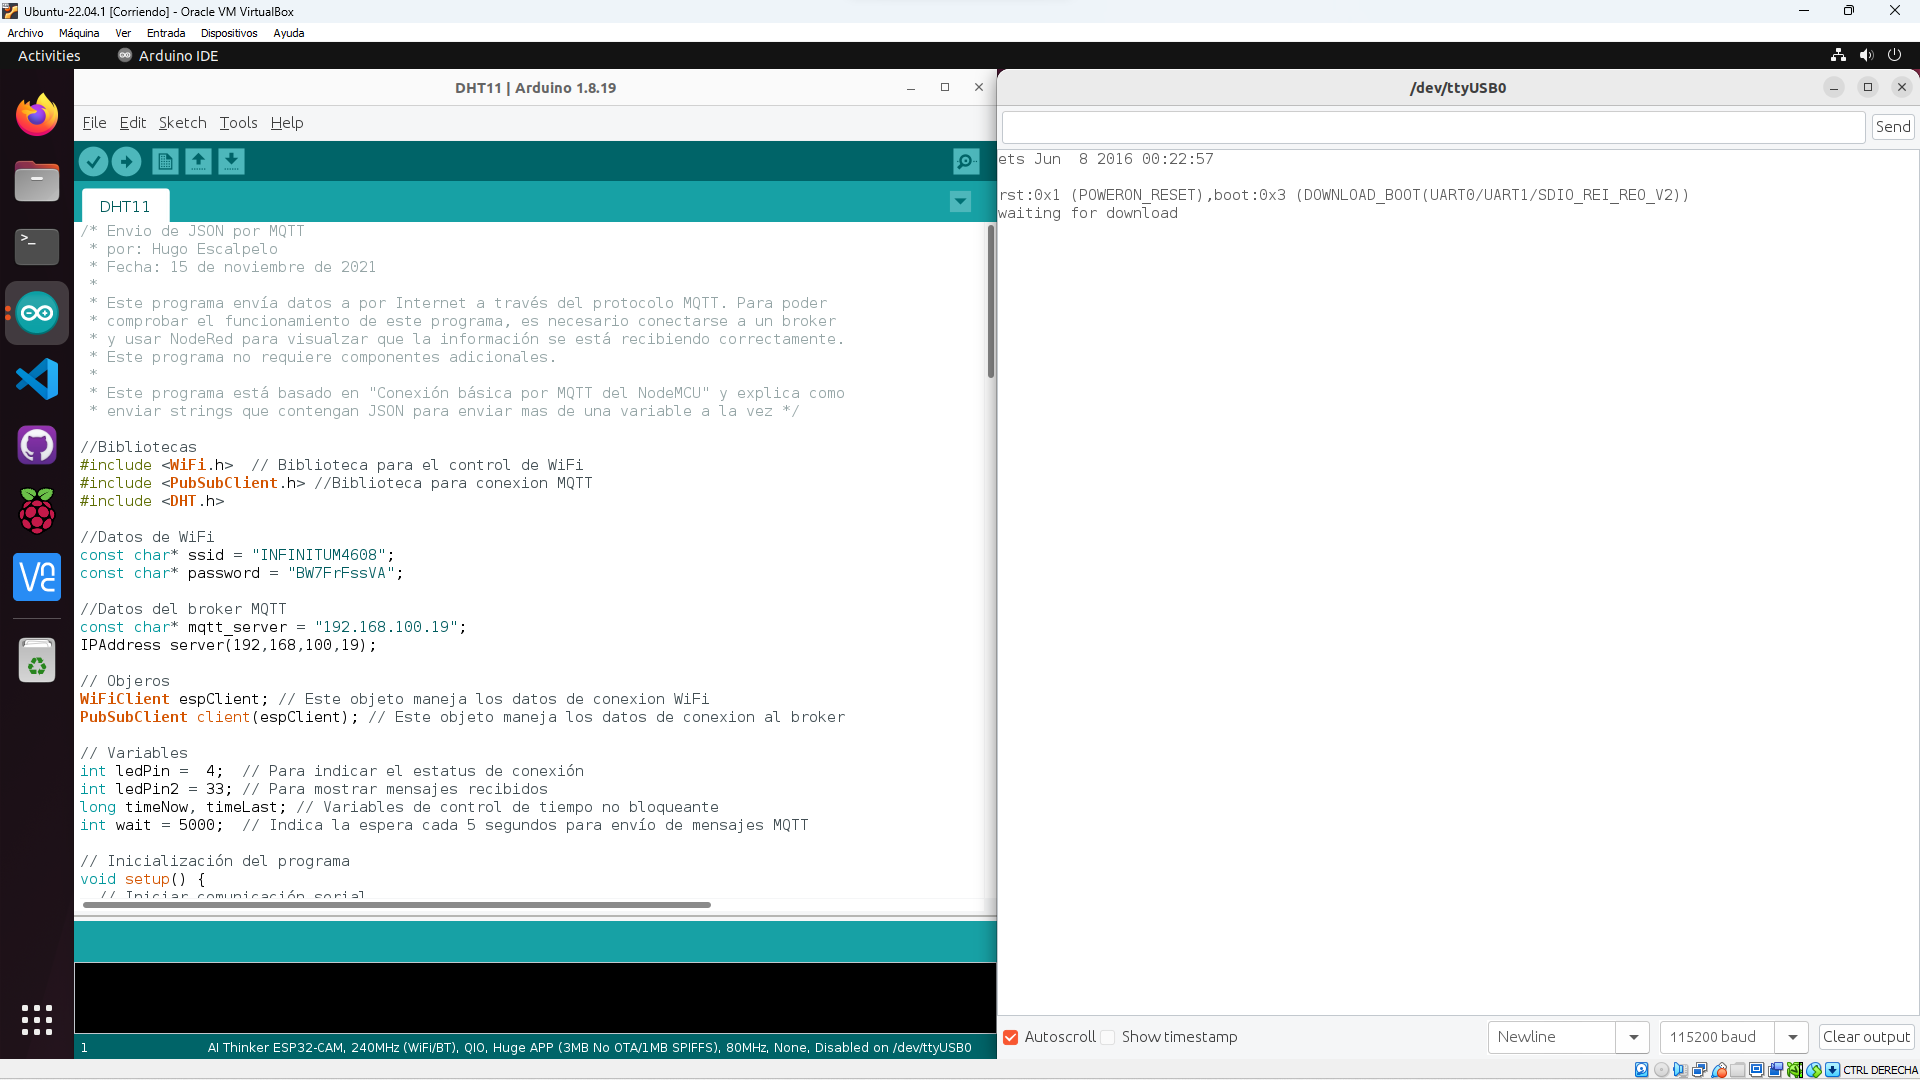 Ubuntu-22.04.1 [Corriendo] - Oracle VM VirtualBox
Archivo Máquina Ver Entrada Dispositivos Ayuda
Activities Arduino IDE
DHT11 | Arduino 1.8.19
File Edit Sketch Tools Help
DHT11
/* Envio de JSON por MQTT
 * por: Hugo Escalpelo
 * Fecha: 15 de noviembre de 2021
 *
 * Este programa envía datos a por Internet a través del protocolo MQTT. Para poder
 * comprobar el funcionamiento de este programa, es necesario conectarse a un broker
 * y usar NodeRed para visualzar que la información se está recibiendo correctamente.
 * Este programa no requiere componentes adicionales.
 *
 * Este programa está basado en "Conexión básica por MQTT del NodeMCU" y explica como
 * enviar strings que contengan JSON para enviar mas de una variable a la vez */
//Bibliotecas
#include <WiFi.h>  // Biblioteca para el control de WiFi
#include <PubSubClient.h> //Biblioteca para conexion MQTT
#include <DHT.h>
//Datos de WiFi
const char* ssid = "INFINITUM4608";
const char* password = "BW7FrFssVA";
//Datos del broker MQTT
const char* mqtt_server = "192.168.100.19";
IPAddress server(192,168,100,19);
// Objeros
WiFiClient espClient; // Este objeto maneja los datos de conexion WiFi
PubSubClient client(espClient); // Este objeto maneja los datos de conexion al broker
// Variables
int ledPin =  4;  // Para indicar el estatus de conexión
int ledPin2 = 33; // Para mostrar mensajes recibidos
long timeNow, timeLast; // Variables de control de tiempo no bloqueante
int wait = 5000;  // Indica la espera cada 5 segundos para envío de mensajes MQTT
// Inicialización del programa
void setup() {
  // Iniciar comunicación serial
1 AI Thinker ESP32-CAM, 240MHz (WiFi/BT), QIO, Huge APP (3MB No OTA/1MB SPIFFS), 80MHz, None, Disabled on /dev/ttyUSB0
/dev/ttyUSB0
Send
ets Jun  8 2016 00:22:57
rst:0x1 (POWERON_RESET),boot:0x3 (DOWNLOAD_BOOT(UART0/UART1/SDIO_REI_REO_V2))
waiting for download
Autoscroll Show timestamp Newline 115200 baud Clear output
CTRL DERECHA